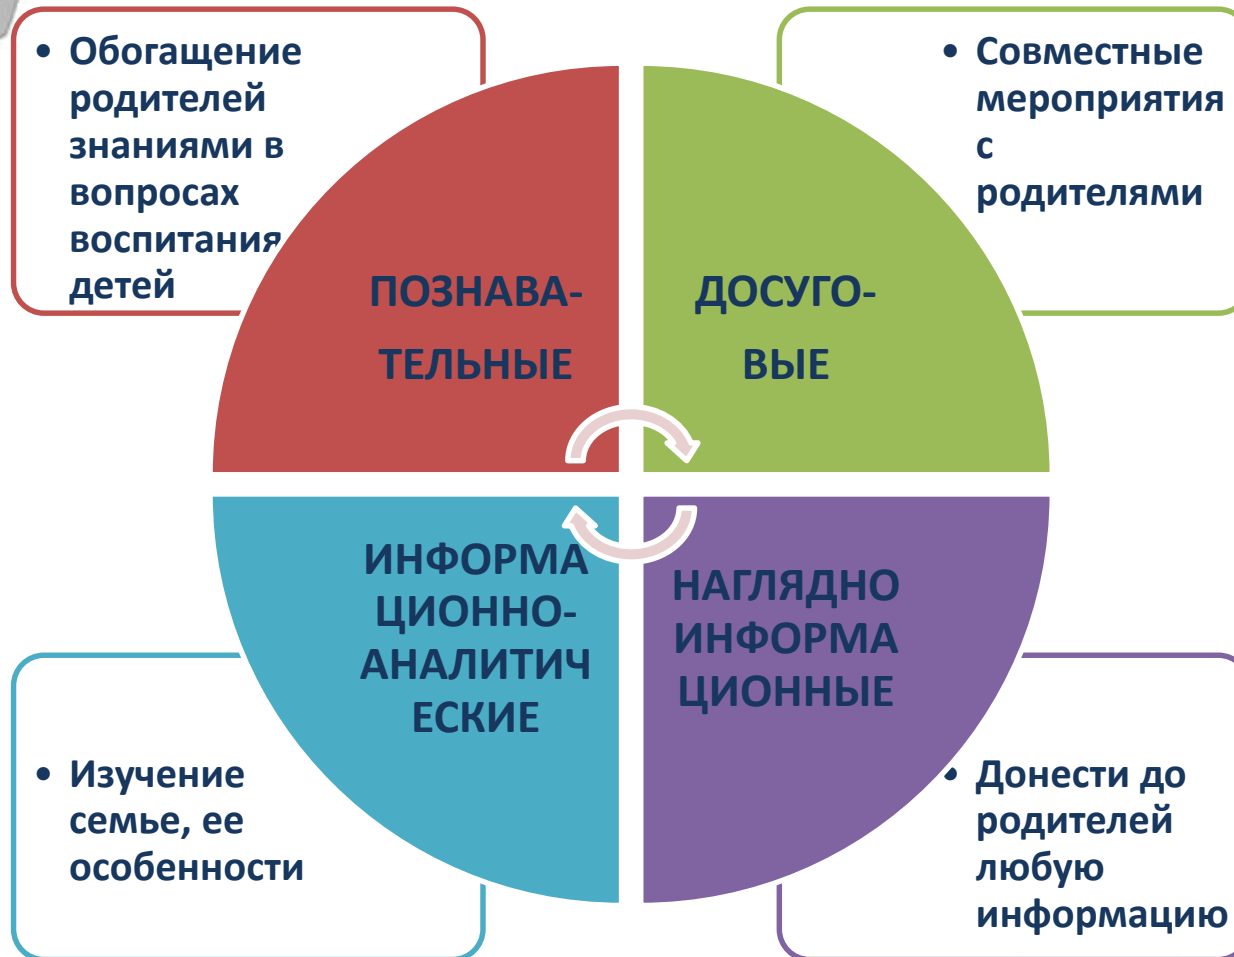 • Обогащение
родителей
знаниями в
вопросах
воспитания
детей
• Совместные
мероприятия
с
родителями
ПОЗНАВА-
ТЕЛЬНЫЕ
ДОСУГО-
ВЫЕ
ИНФОРМА
ЦИОННО-
АНАЛИТИЧ
ЕСКИЕ
НАГЛЯДНО
ИНФОРМА
ЦИОННЫЕ
• Изучение
семье, ее
особенности
• Донести до
родителей
любую
информацию